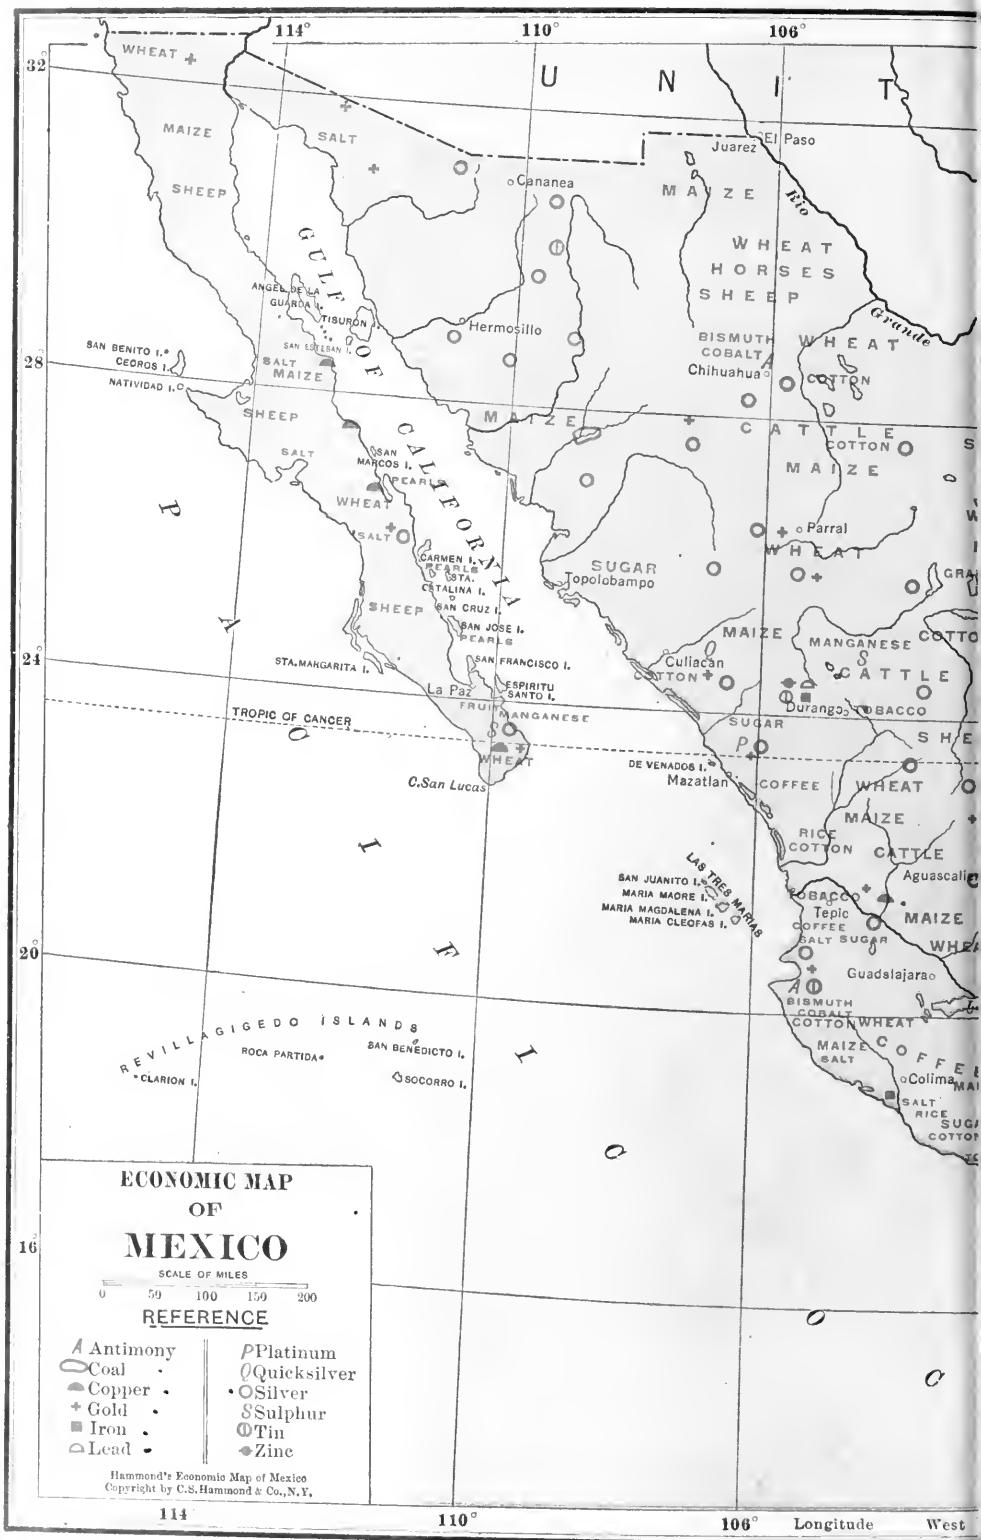 114°
110°
106°
32°
WHEAT
U N I T
MAIZE
SALT
Juarez
El Paso
SHEEP
Cananea
MAIZE
Rio
GULF OF CALIFORNIA
WHEAT
HORSES
SHEEP
ANGEL DE LA
GUARDA I.
TIBURON I.
Hermosillo
Grande
SAN ESTEBAN I.
BISMUTH
COBALT
A
WHEAT
SAN BENITO I.
CEOROS I.
NATIVIDAD I.
28°
SALT
MAIZE
Chihuahua
COTTON
SHEEP
MAIZE
CATTLE
COTTON
S
SALT
SAN
MARCOS I.
PEARLS
MAIZE
WHEAT
SALT
Parral
WHEAT
P A C I F I C O C
CARMEN I.
PEARLS
STA.
CATALINA I.
SUGAR
Topolobampo
GRA
SHEEP
SAN CRUZ I.
SAN JOSE I.
PEARLS
MAIZE
MANGANESE
COTTO
24°
STA. MARGARITA I.
SAN FRANCISCO I.
Q
Culiacan
COTTON
S
CATTLE
La Paz
ESPIRITU
SANTO I.
Durango
TOBACCO
FRUIT
MANGANESE
SUGAR
SHE
TROPIC OF CANCER
S
P
WHEAT
DE VENADOS I.
Mazatlan
C.San Lucas
COFFEE
WHEAT
MAIZE
RICE
COTTON
CATTLE
LAS TRES MARIAS
SAN JUANITO I.
MARIA MADRE I.
MARIA MAGDALENA I.
MARIA CLEOFAS I.
Aguascalie
TOBACCO
Tepic
COFFEE
SALT
SUGAR
MAIZE
WHEA
20°
Guadalajara
A
BISMUTH
COBALT
COTTON
WHEAT
REVILLAGIGEDO ISLANDS
ROCA PARTIDA
SAN BENEDICTO I.
CLARION I.
SOCORRO I.
MAIZE
SALT
COFFEE
Colima
MAI
SALT
RICE
SUGA
COTTON
16°
ECONOMIC MAP
OF
MEXICO
SCALE OF MILES
0 50 100 150 200
REFERENCE
A Antimony
Coal
Copper
Gold
Iron
Lead
P Platinum
Q Quicksilver
Silver
S Sulphur
Tin
Zinc
Hammond's Economic Map of Mexico
Copyright by C.S. Hammond & Co., N.Y.
114°
110°
106°
Longitude West